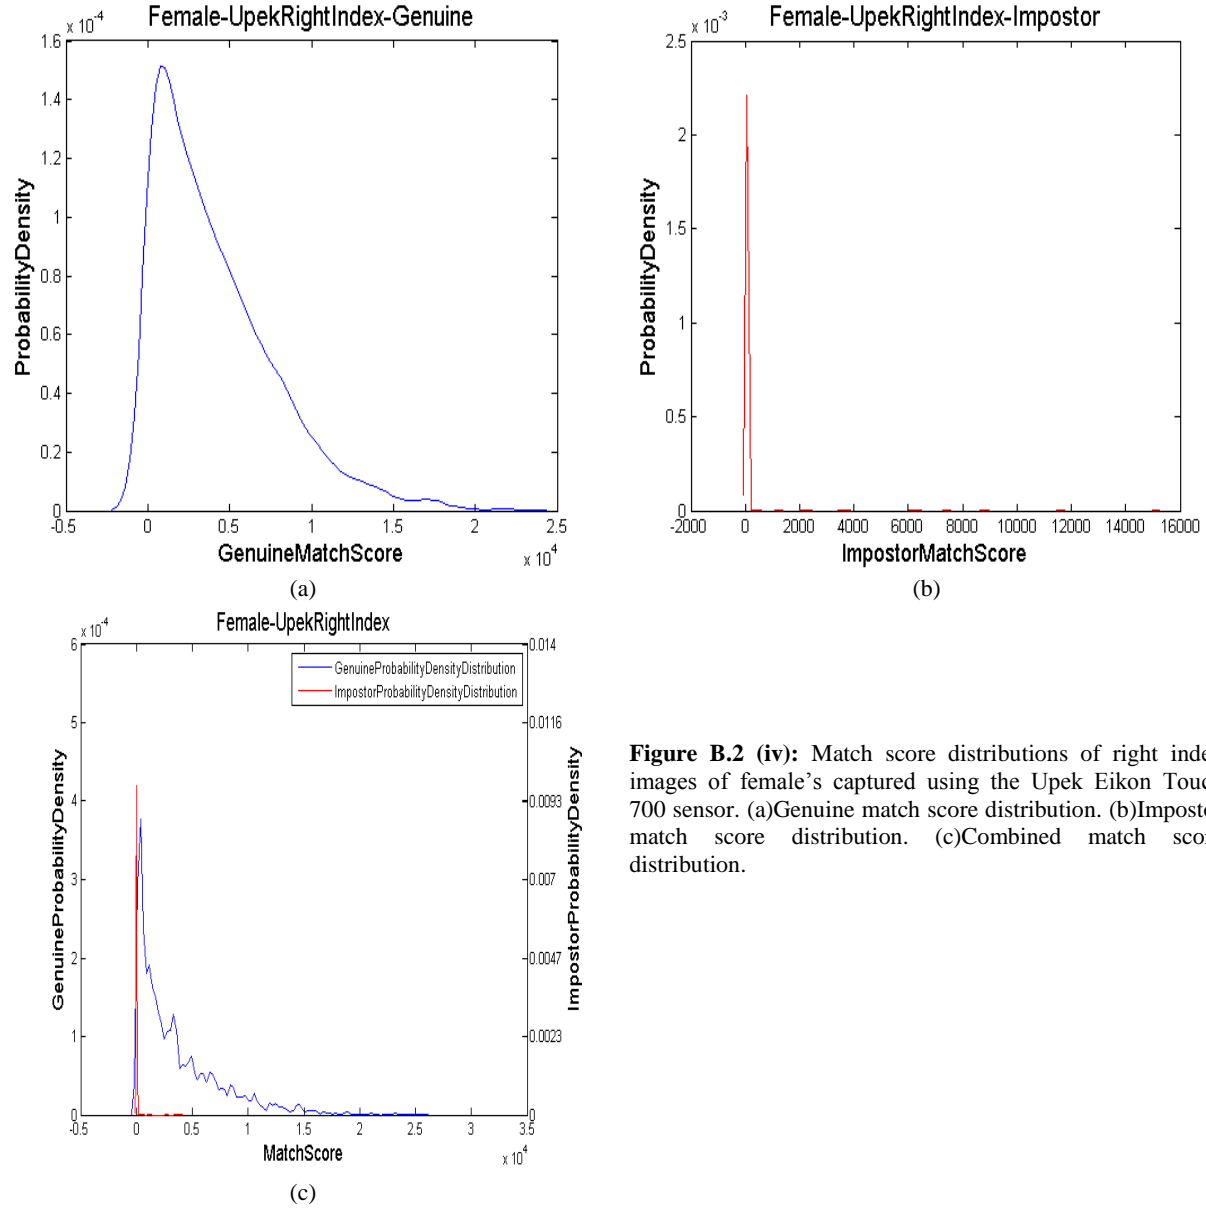 Female-UpekRightIndex-Genuine
x 10^-4
1.6
1.4
1.2
1
0.8
0.6
0.4
0.2
0
ProbabilityDensity
-0.5 0 0.5 1 1.5 2 2.5
GenuineMatchScore
x 10^4
(a)
Female-UpekRightIndex-Impostor
x 10^-3
2.5
2
1.5
1
0.5
0
ProbabilityDensity
-2000 0 2000 4000 6000 8000 10000 12000 14000 16000
ImpostorMatchScore
(b)
Female-UpekRightIndex
x 10^-4
6
5
4
3
2
1
0
GenuineProbabilityDensity
GenuineProbabilityDensityDistribution
ImpostorProbabilityDensityDistribution
0.014
0.0116
0.0093
0.007
0.0047
0.0023
0
ImpostorProbabilityDensity
-0.5 0 0.5 1 1.5 2 2.5 3 3.5
MatchScore
x 10^4
(c)
Figure B.2 (iv): Match score distributions of right inde
images of female’s captured using the Upek Eikon Touc
700 sensor. (a)Genuine match score distribution. (b)Imposto
match score distribution. (c)Combined match scor
distribution.